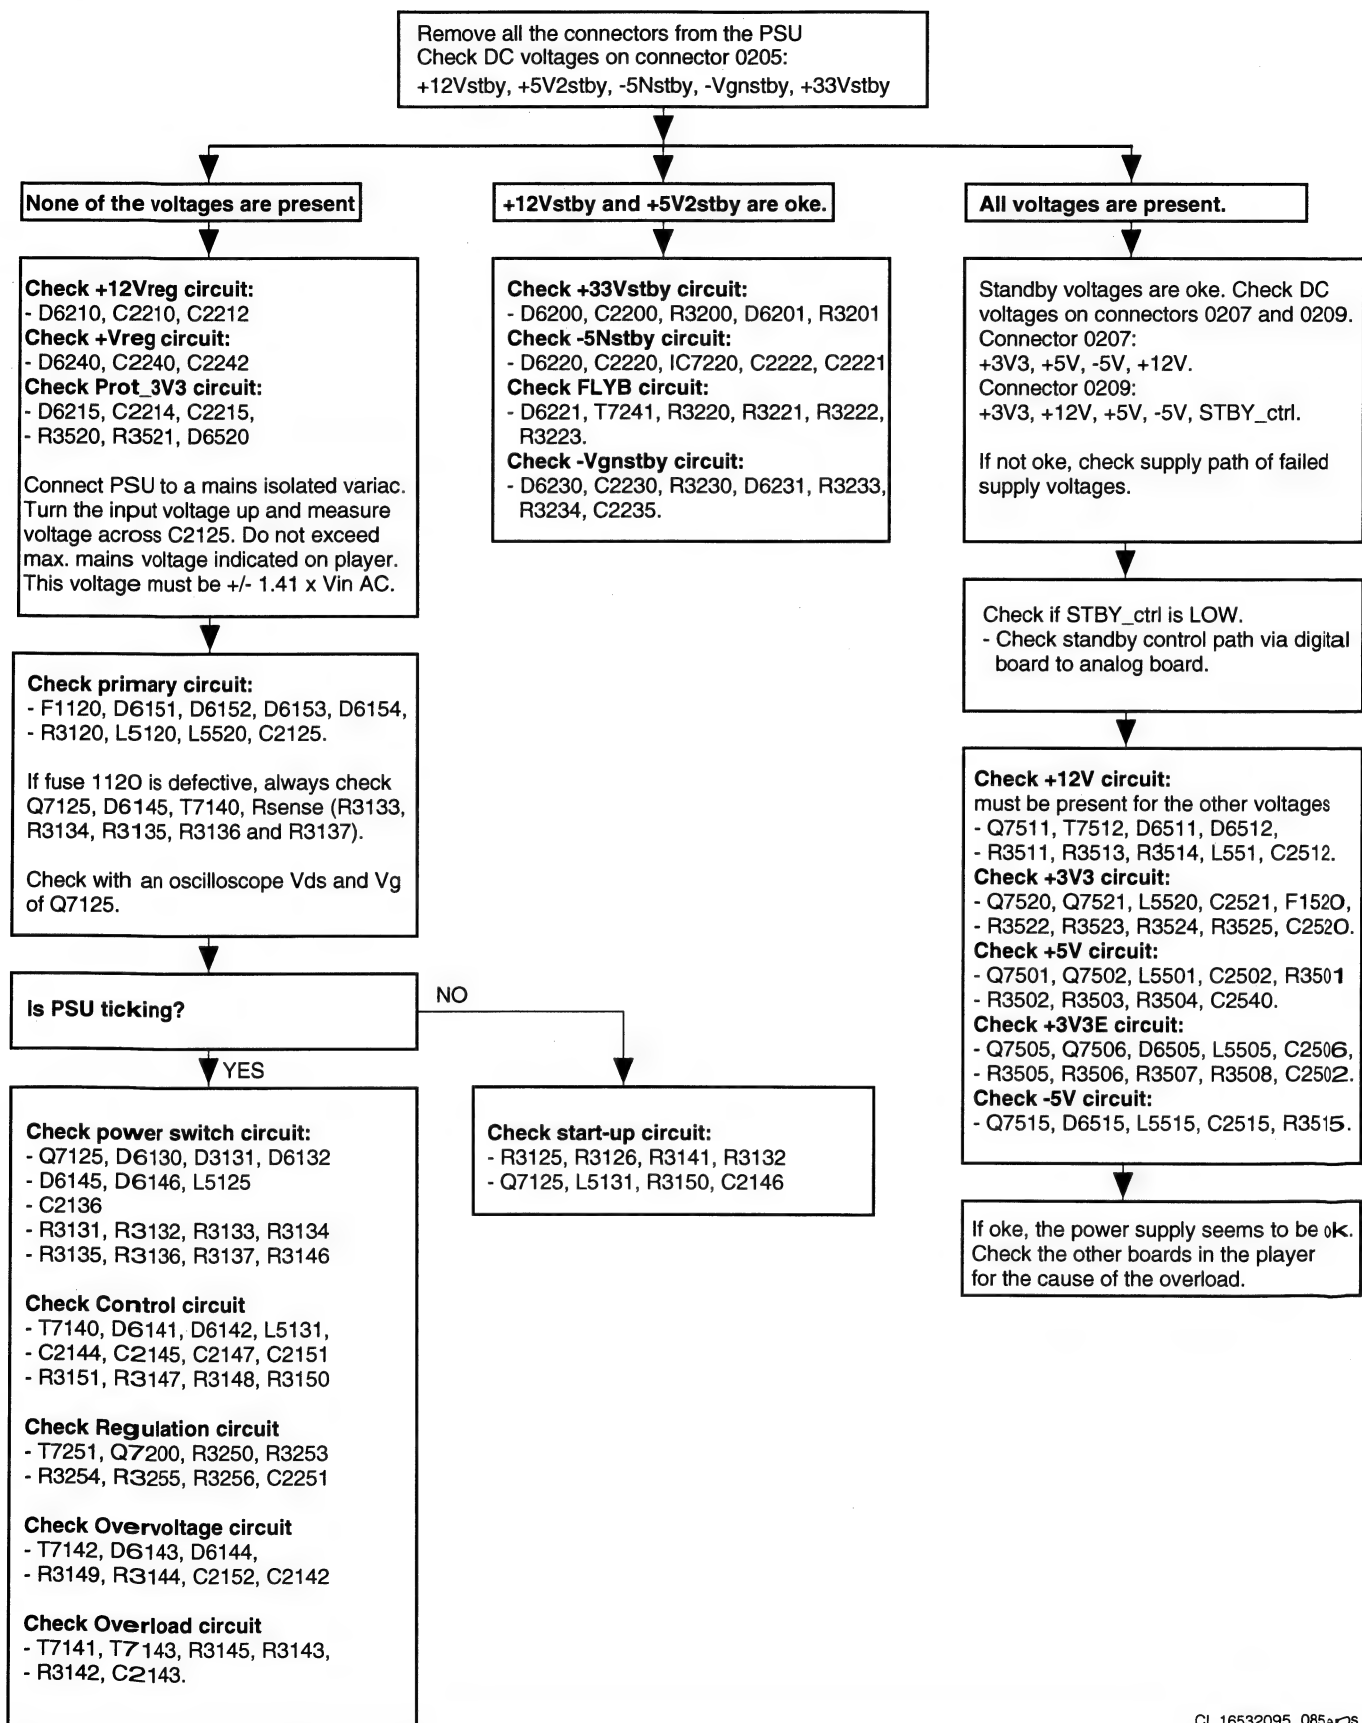 Remove all the connectors from the PSU
Check DC voltages on connector 0205:
+12Vstby, +5V2stby, -5Nstby, -Vgnstby, +33Vstby
None of the voltages are present
+12Vstby and +5V2stby are oke.
All voltages are present.
Check +12Vreg circuit:
- D6210, C2210, C2212
Check +Vreg circuit:
- D6240, C2240, C2242
Check Prot_3V3 circuit:
- D6215, C2214, C2215,
- R3520, R3521, D6520
Connect PSU to a mains isolated variac.
Turn the input voltage up and measure
voltage across C2125. Do not exceed
max. mains voltage indicated on player.
This voltage must be +/- 1.41 x Vin AC.
Check +33Vstby circuit:
- D6200, C2200, R3200, D6201, R3201
Check -5Nstby circuit:
- D6220, C2220, IC7220, C2222, C2221
Check FLYB circuit:
- D6221, T7241, R3220, R3221, R3222,
R3223.
Check -Vgnstby circuit:
- D6230, C2230, R3230, D6231, R3233,
R3234, C2235.
Standby voltages are oke. Check DC
voltages on connectors 0207 and 0209.
Connector 0207:
+3V3, +5V, -5V, +12V.
Connector 0209:
+3V3, +12V, +5V, -5V, STBY_ctrl.
If not oke, check supply path of failed
supply voltages.
Check primary circuit:
- F1120, D6151, D6152, D6153, D6154,
- R3120, L5120, L5520, C2125.
If fuse 1120 is defective, always check
Q7125, D6145, T7140, Rsense (R3133,
R3134, R3135, R3136 and R3137).
Check with an oscilloscope Vds and Vg
of Q7125.
Check if STBY_ctrl is LOW.
- Check standby control path via digital
board to analog board.
Check +12V circuit:
must be present for the other voltages
- Q7511, T7512, D6511, D6512,
- R3511, R3513, R3514, L551, C2512.
Check +3V3 circuit:
- Q7520, Q7521, L5520, C2521, F1520,
- R3522, R3523, R3524, R3525, C2520.
Check +5V circuit:
- Q7501, Q7502, L5501, C2502, R3501
- R3502, R3503, R3504, C2540.
Check +3V3E circuit:
- Q7505, Q7506, D6505, L5505, C2506,
- R3505, R3506, R3507, R3508, C2502.
Check -5V circuit:
- Q7515, D6515, L5515, C2515, R3515.
Is PSU ticking?
NO
YES
Check power switch circuit:
- Q7125, D6130, D3131, D6132
- D6145, D6146, L5125
- C2136
- R3131, R3132, R3133, R3134
- R3135, R3136, R3137, R3146
Check Control circuit
- T7140, D6141, D6142, L5131,
- C2144, C2145, C2147, C2151
- R3151, R3147, R3148, R3150
Check Regulation circuit
- T7251, Q7200, R3250, R3253
- R3254, R3255, R3256, C2251
Check Overvoltage circuit
- T7142, D6143, D6144,
- R3149, R3144, C2152, C2142
Check Overload circuit
- T7141, T7143, R3145, R3143,
- R3142, C2143.
Check start-up circuit:
- R3125, R3126, R3141, R3132
- Q7125, L5131, R3150, C2146
If oke, the power supply seems to be ok.
Check the other boards in the player
for the cause of the overload.
CL 16532095